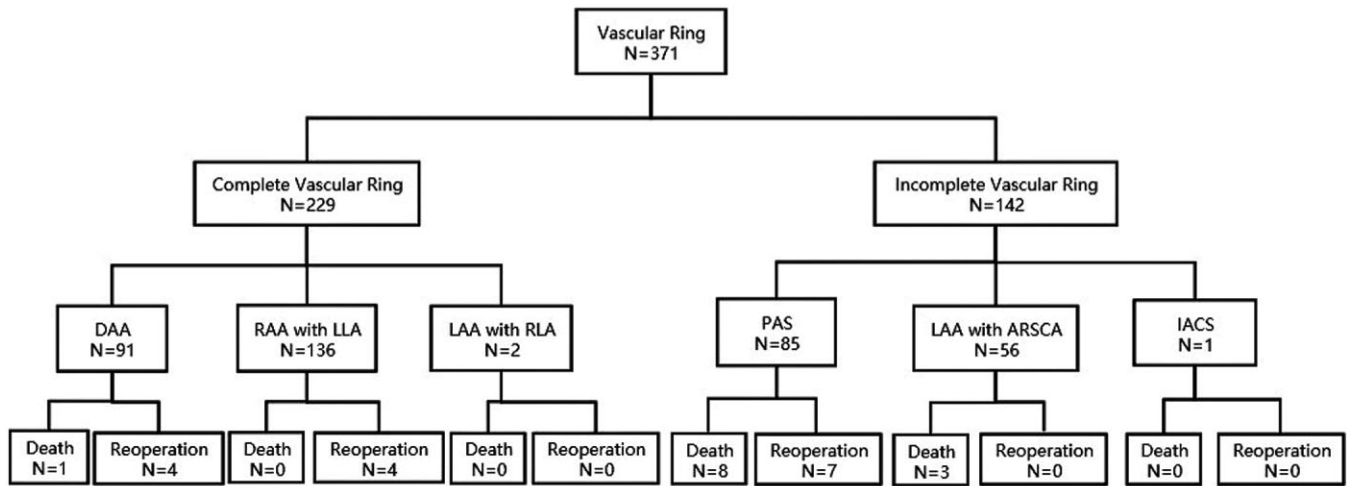 Vascular Ring
N=371
Complete Vascular Ring
N=229
Incomplete Vascular Ring
N=142
DAA
N=91
RAA with LLA
N=136
LAA with RLA
N=2
PAS
N=85
LAA with ARSCA
N=56
IACS
N=1
Death
N=1
Reoperation
N=4
Death
N=0
Reoperation
N=4
Death
N=0
Reoperation
N=0
Death
N=8
Reoperation
N=7
Death
N=3
Reoperation
N=0
Death
N=0
Reoperation
N=0